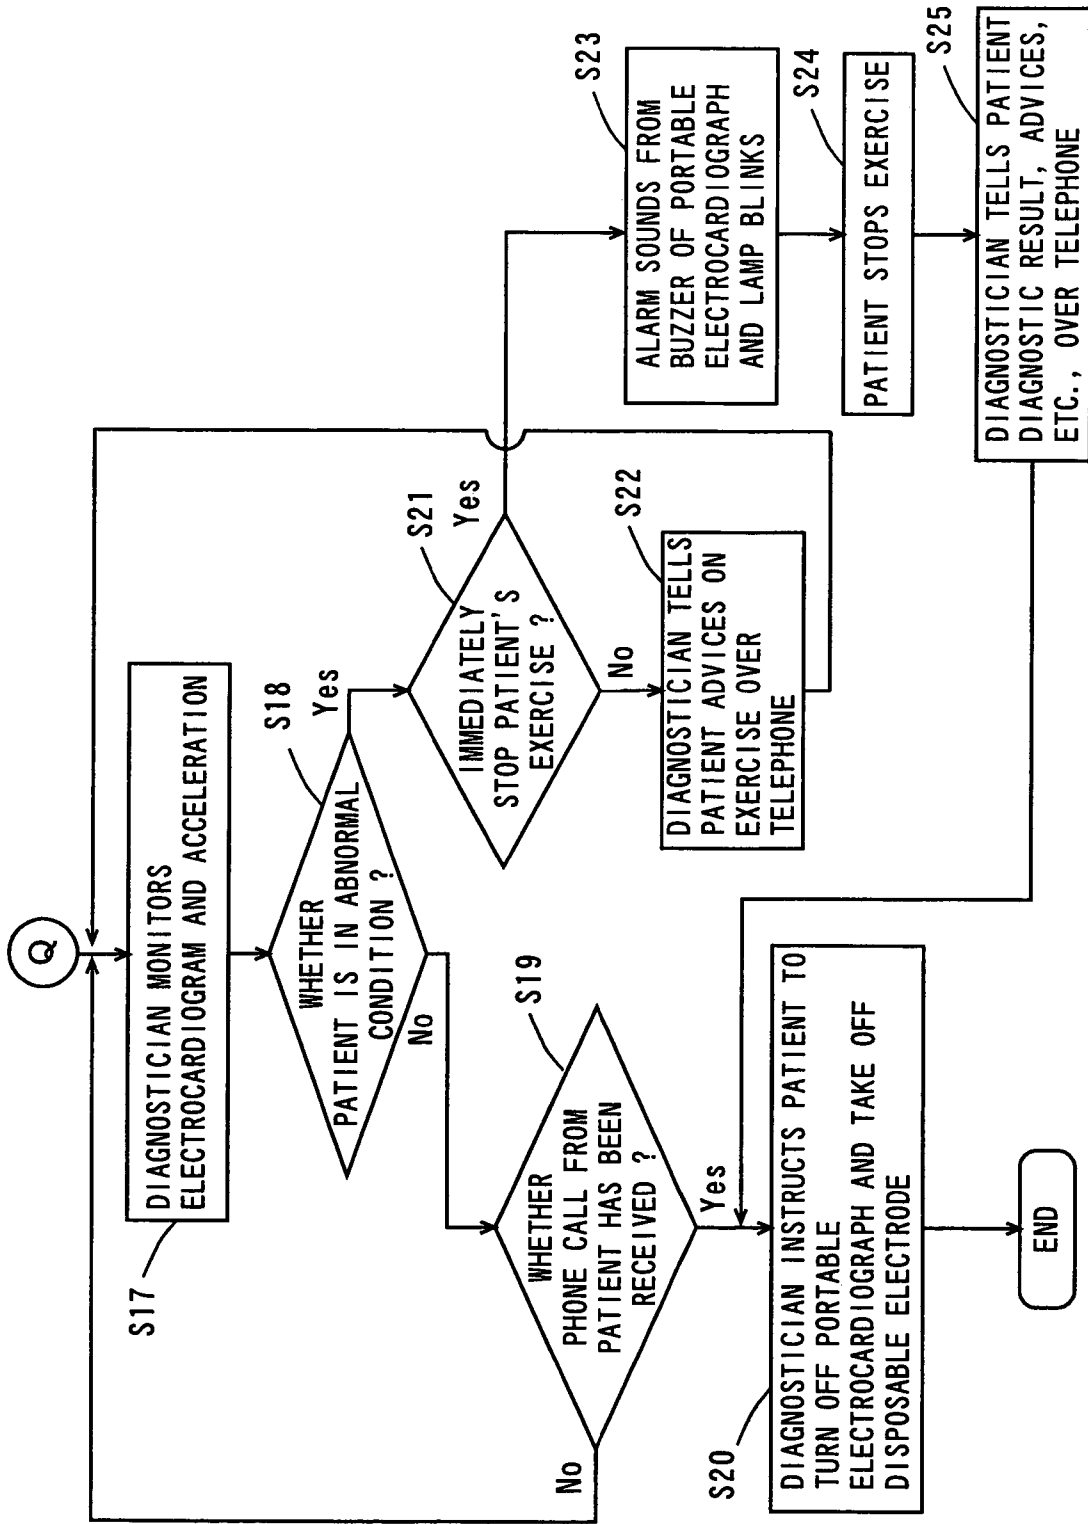 Q
S17
DIAGNOSTICIAN MONITORS
ELECTROCARDIOGRAM AND ACCELERATION
S18
WHETHER
PATIENT IS IN ABNORMAL
CONDITION ?
Yes
No
S19
WHETHER
PHONE CALL FROM
PATIENT HAS BEEN
RECEIVED ?
No
Yes
S20
DIAGNOSTICIAN INSTRUCTS PATIENT TO
TURN OFF PORTABLE
ELECTROCARDIOGRAPH AND TAKE OFF
DISPOSABLE ELECTRODE
END
S21
IMMEDIATELY
STOP PATIENT'S
EXERCISE ?
Yes
No
S22
DIAGNOSTICIAN TELLS
PATIENT ADVICES ON
EXERCISE OVER
TELEPHONE
S23
ALARM SOUNDS FROM
BUZZER OF PORTABLE
ELECTROCARDIOGRAPH
AND LAMP BLINKS
S24
PATIENT STOPS EXERCISE
S25
DIAGNOSTICIAN TELLS PATIENT
DIAGNOSTIC RESULT, ADVICES,
ETC., OVER TELEPHONE